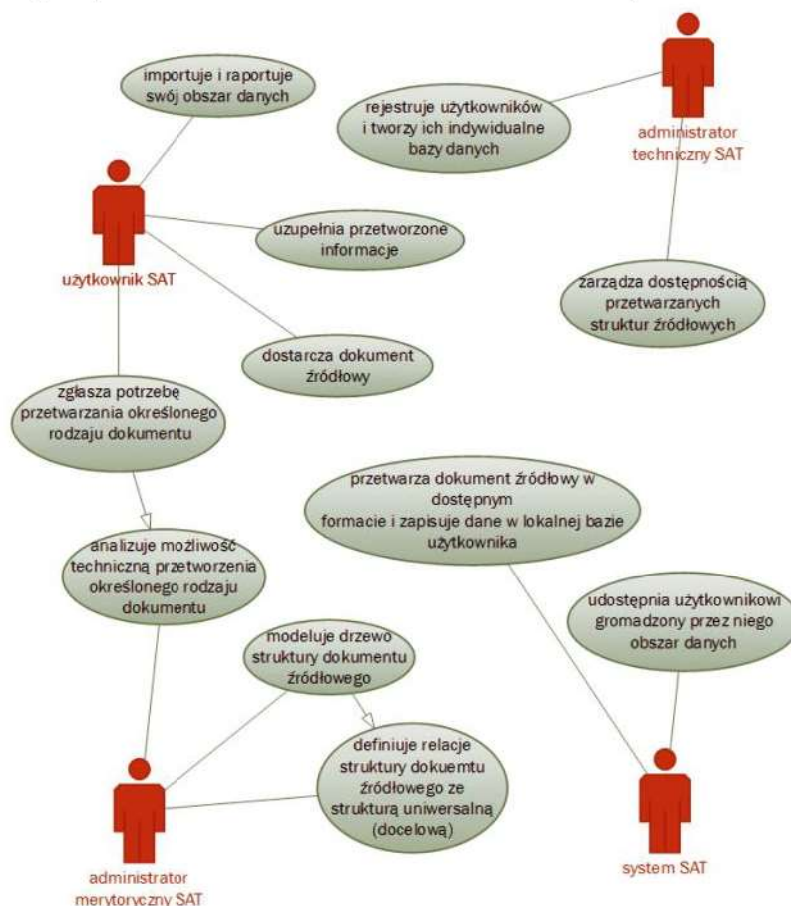 importuje i raportuje
swój obszar danych
rejestruje użytkowników
i tworzy ich indywidualne
bazy danych
administrator
techniczny SAT
uzupełnia przetworzone
informacje
użytkownik SAT
zarządza dostępnością
przetwarzanych
struktur źródłowych
dostarcza dokument
źródłowy
zgłasza potrzebę
przetwarzania określonego
rodzaju dokumentu
przetwarza dokument źródłowy w
dostępnym
formacie i zapisuje dane w lokalnej bazie
użytkownika
analizuje możliwość
techniczną przetworzenia
określonego rodzaju
dokumentu
udostępnia użytkownikowi
gromadzony przez niego
obszar danych
modeluje drzewo
struktury dokumentu
źródłowego
definiuje relacje
struktury dokuemtu
źródłowego ze
strukturą uniwersalną
(docelową)
system SAT
administrator
merytoryczny SAT